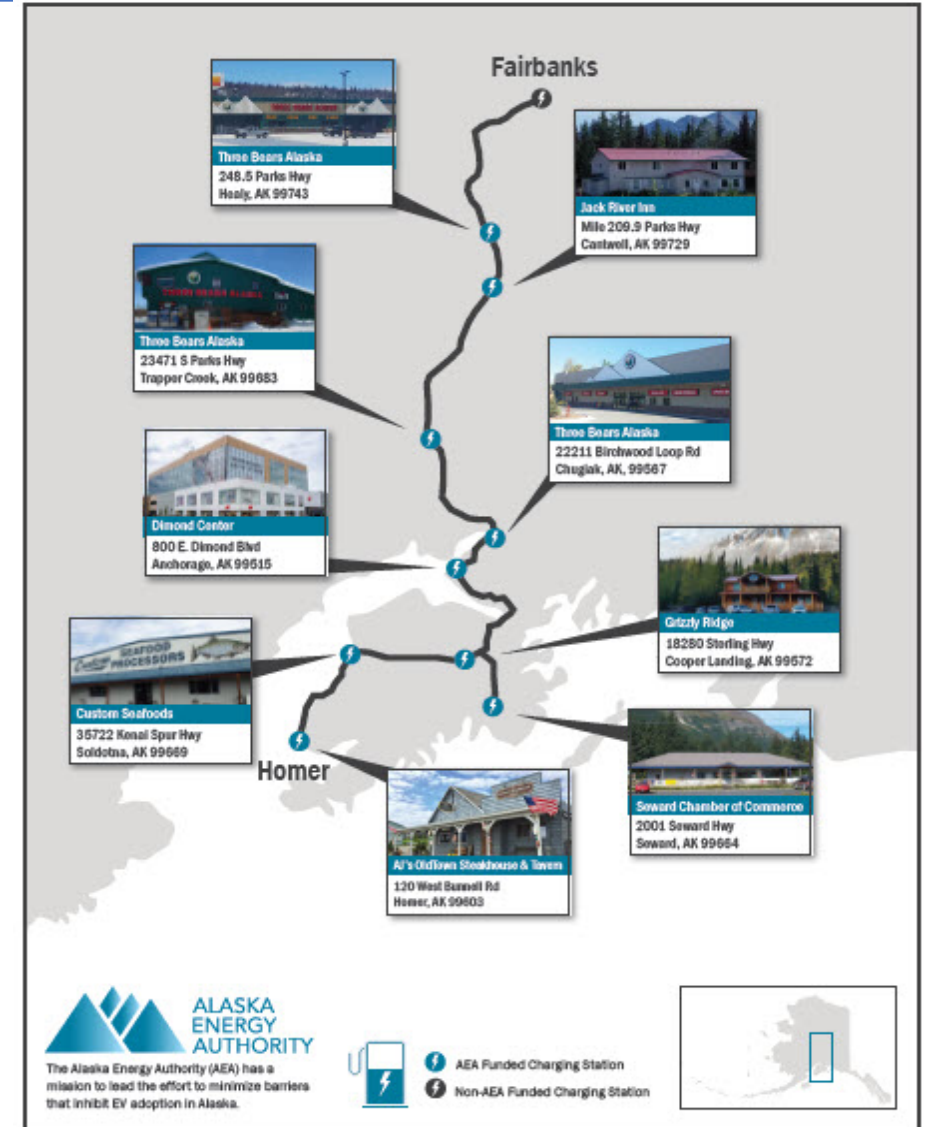 Fairbanks
Three Bears Alaska
248.5 Parks Hwy
Healy, AK 99743
Jack River Inn
Mile 209.9 Parks Hwy
Cantwell, AK 99729
Three Bears Alaska
23471 S Parks Hwy
Trapper Creek, AK 99683
Three Bears Alaska
22211 Birchwood Loop Rd
Chugiak, AK, 99567
Dimond Center
800 E. Dimond Blvd
Anchorage, AK 99515
Grizzly Ridge
18280 Sterling Hwy
Cooper Landing, AK 99572
Custom
SEAFOOD
PROCESSORS
Custom Seafoods
35722 Kenai Spur Hwy
Soldotna, AK 99669
Homer
Seward Chamber of Commerce
2001 Seward Hwy
Seward, AK 99664
AJ's OldTown Steakhouse & Tavern
120 West Bunnell Rd
Homer, AK 99603
ALASKA
ENERGY
AUTHORITY
The Alaska Energy Authority (AEA) has a
mission to lead the effort to minimize barriers
that inhibit EV adoption in Alaska.
AEA Funded Charging Station
Non-AEA Funded Charging Station